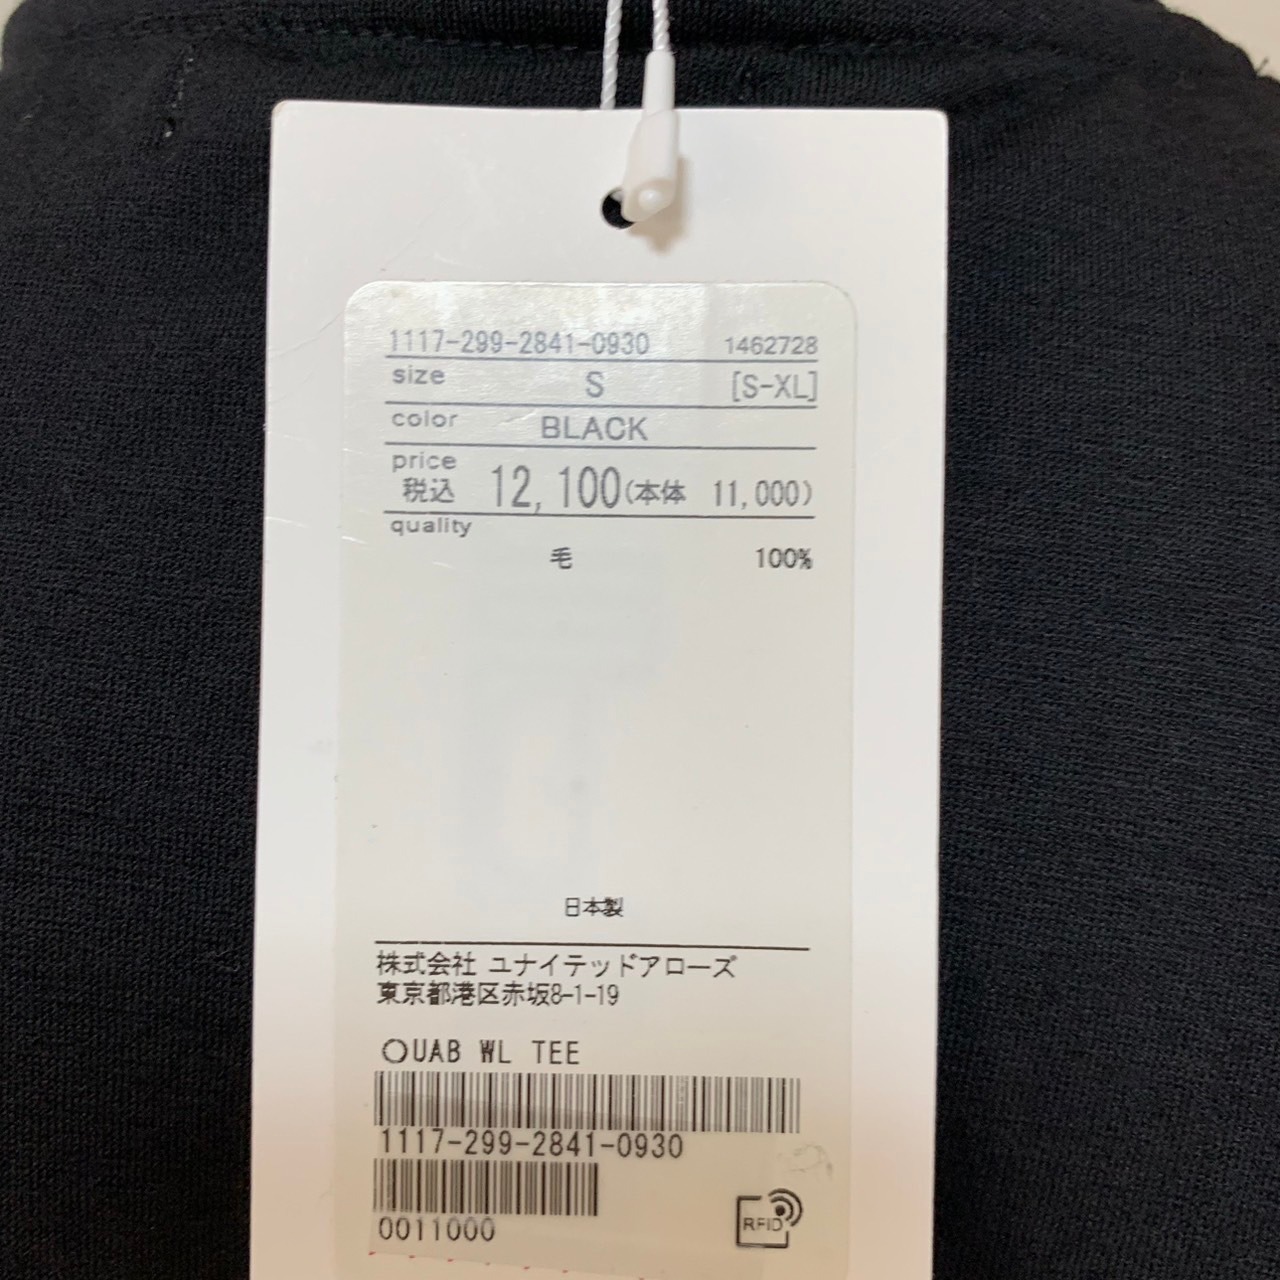 1117-299-2841-0930 1462728
size S [S-XL]
color BLACK
price
税込 12,100(本体 11,000)
quality
毛 100%
日本製
株式会社 ユナイテッドアローズ
東京都港区赤坂8-1-19
〇UAB WL TEE
1117-299-2841-0930
0011000
RFID